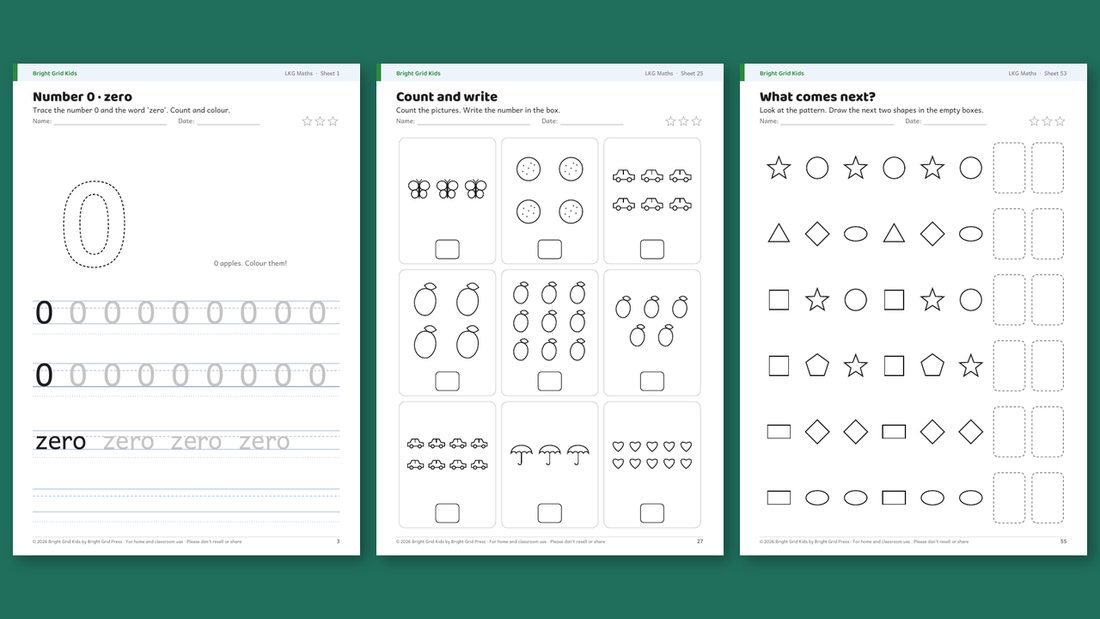 Bright Grid Kids
LKG Maths · Sheet 1
Number 0 · zero
Trace the number 0 and the word 'zero'. Count and colour.
Name:
Date:
0
0 apples. Colour them!
0 0 0 0 0 0 0 0 0
0 0 0 0 0 0 0 0 0
zero zero zero zero
© 2026 Bright Grid Kids by Bright Grid Press · For home and classroom use · Please don't resell or share
3
Bright Grid Kids
LKG Maths · Sheet 25
Count and write
Count the pictures. Write the number in the box.
Name:
Date:
© 2026 Bright Grid Kids by Bright Grid Press · For home and classroom use · Please don't resell or share
27
Bright Grid Kids
LKG Maths · Sheet 53
What comes next?
Look at the pattern. Draw the next two shapes in the empty boxes.
Name:
Date:
© 2026 Bright Grid Kids by Bright Grid Press · For home and classroom use · Please don't resell or share
55